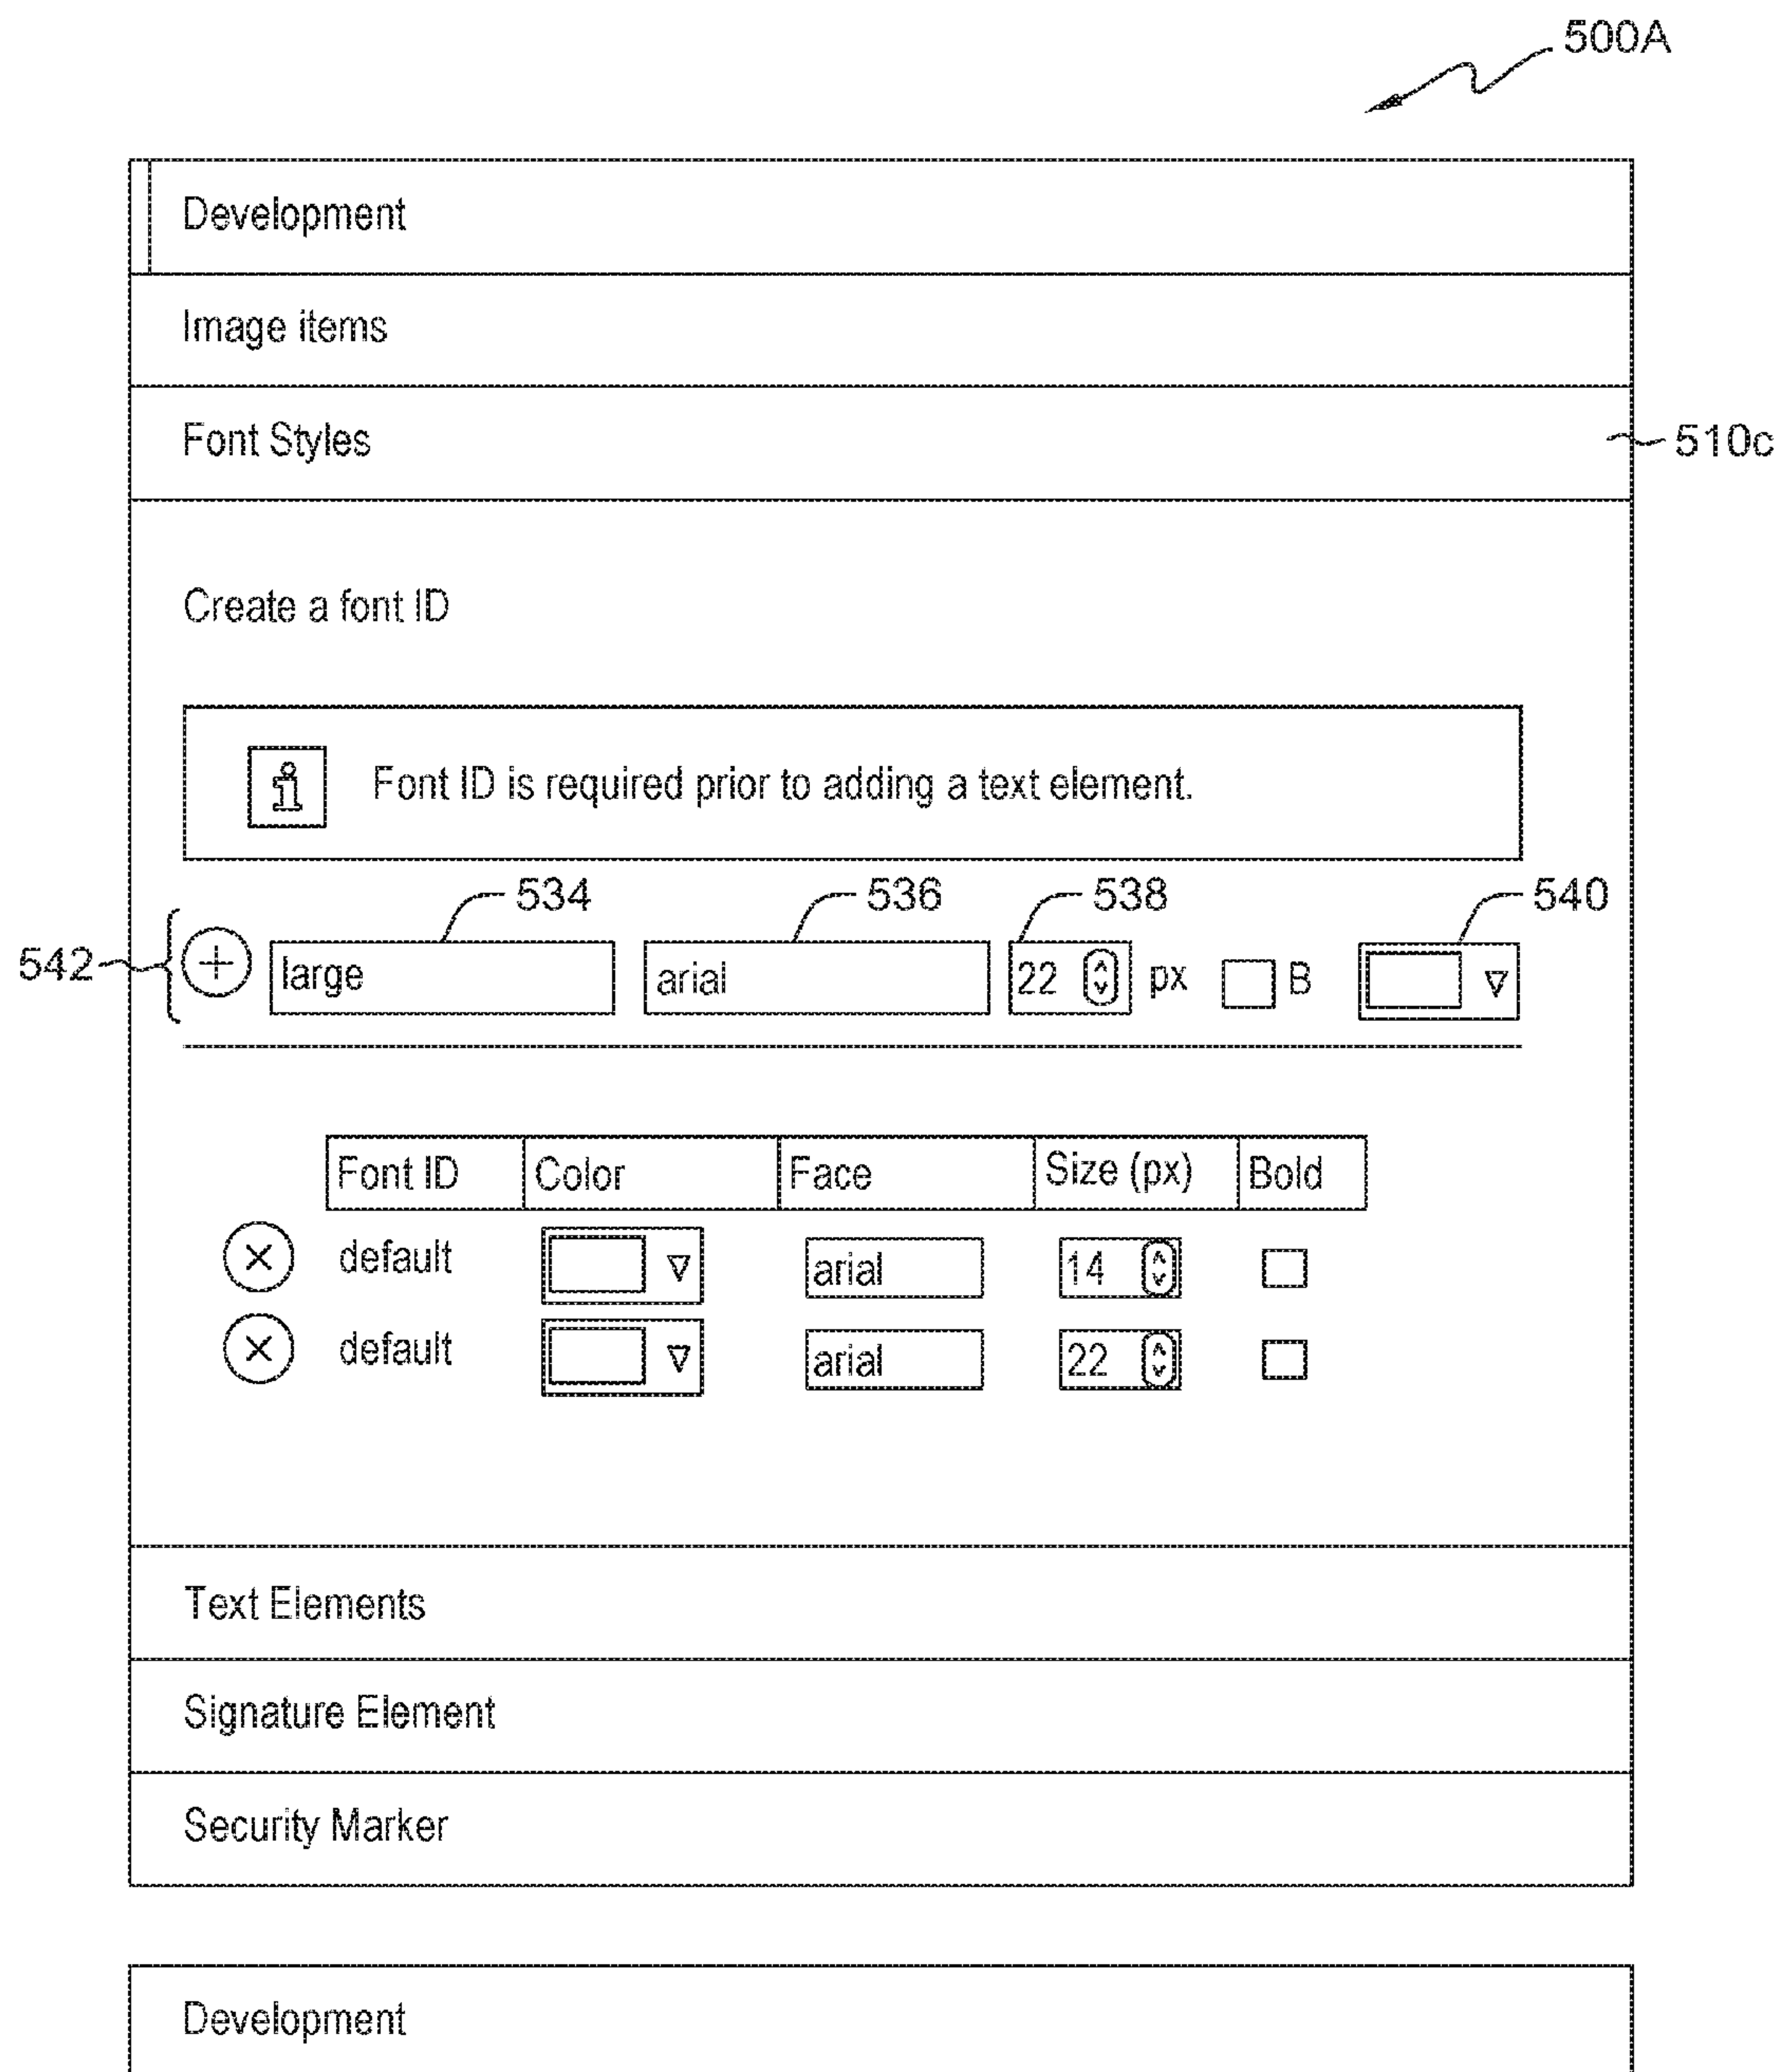 500A
Development
Image items
Font Styles 510c
Create a font ID
i Font ID is required prior to adding a text element.
534 536 538 540
542 large arial 22 px B
Font ID Color Face Size (px) Bold
default arial 14
default arial 22
Text Elements
Signature Element
Security Marker
Development